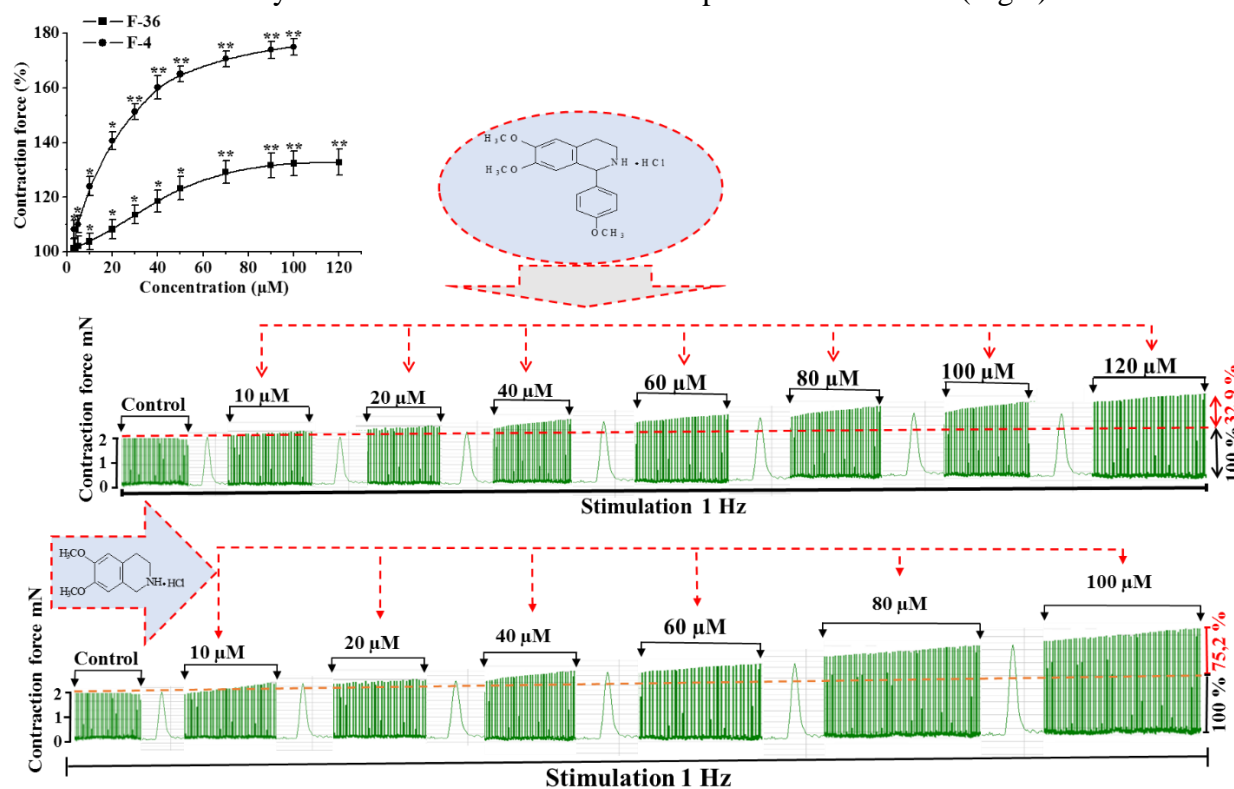 F-36
F-4
Contraction force (%)
180
160
140
120
100
0 20 40 60 80 100 120
Concentration (µM)
** ** ** ** ** ** **
* * *
** ** ** **
* * * * *
H₃CO
H₃CO
NH •HCl
OCH₃
Contraction force mN
2
1
0
Control
10 µM
20 µM
40 µM
60 µM
80 µM
100 µM
120 µM
32,9 %
100 %
Stimulation 1 Hz
H₃CO
H₃CO
NH•HCl
Contraction force mN
2
1
0
Control
10 µM
20 µM
40 µM
60 µM
80 µM
100 µM
75,2 %
100 %
Stimulation 1 Hz